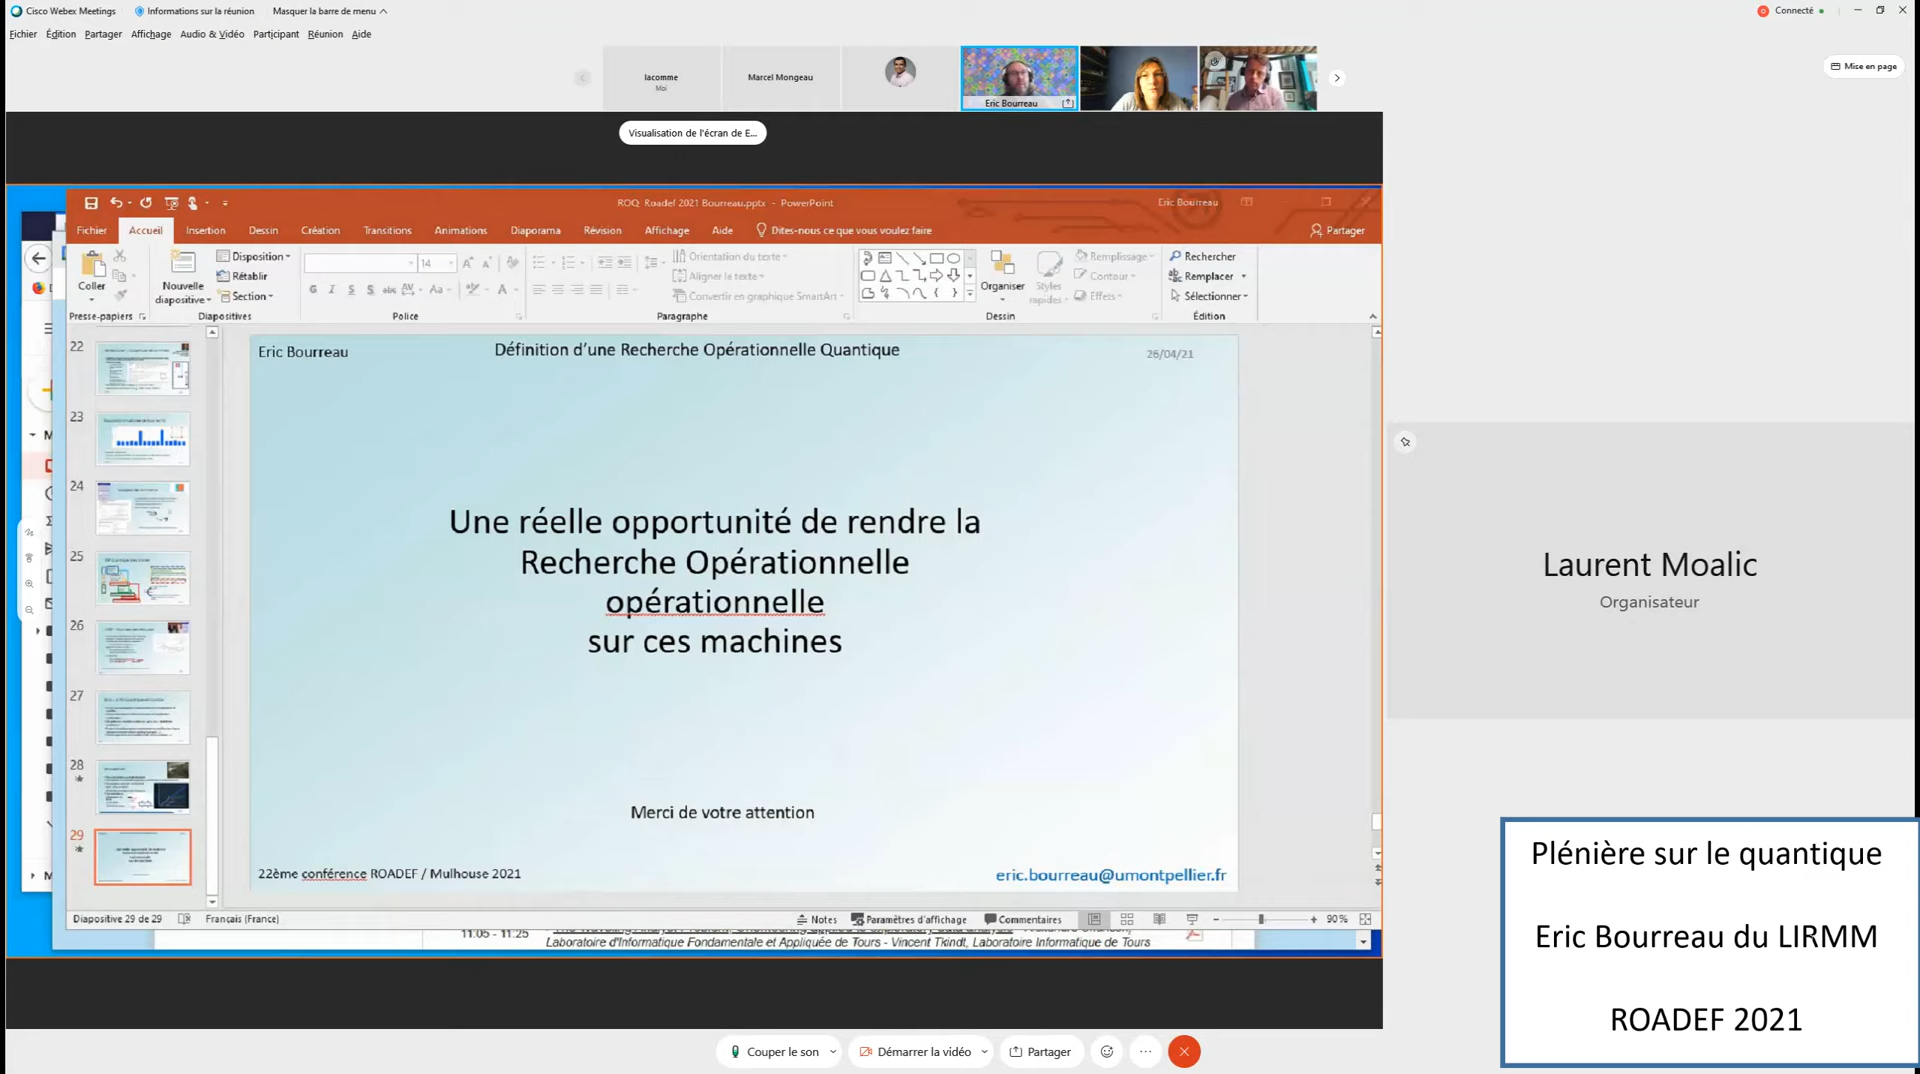 Cisco Webex Meetings
Informations sur la réunion
Masquer la barre de menu
Connecté
Fichier
Édition
Partager
Affichage
Audio & Vidéo
Participant
Réunion
Aide
lacomme
Moi
Marcel Mongeau
Eric Bourreau
Mise en page
Visualisation de l'écran de E...
ROQ Roadef 2021 Bourreau.pptx - PowerPoint
Eric Bourreau
Fichier
Accueil
Insertion
Dessin
Création
Transitions
Animations
Diaporama
Révision
Affichage
Aide
Dites-nous ce que vous voulez faire
Partager
Coller
Nouvelle
diapositive
Disposition
Rétablir
Section
14
Orientation du texte
Aligner le texte
Convertir en graphique SmartArt
Organiser
Styles
rapides
Remplissage
Contour
Effets
Rechercher
Remplacer
Sélectionner
Presse-papiers
Diapositives
Police
Paragraphe
Dessin
Édition
22
23
24
25
26
27
28
29
Eric Bourreau
Définition d'une Recherche Opérationnelle Quantique
26/04/21
Une réelle opportunité de rendre la
Recherche Opérationnelle
opérationnelle
sur ces machines
Merci de votre attention
22ème conférence ROADEF / Mulhouse 2021
eric.bourreau@umontpellier.fr
Diapositive 29 de 29
Français (France)
Notes
Paramètres d'affichage
Commentaires
90 %
11:05 - 11:25
Laboratoire d'Informatique Fondamentale et Appliquée de Tours - Vincent Tkindt, Laboratoire Informatique de Tours
Laurent Moalic
Organisateur
Plénière sur le quantique
Eric Bourreau du LIRMM
ROADEF 2021
Couper le son
Démarrer la vidéo
Partager